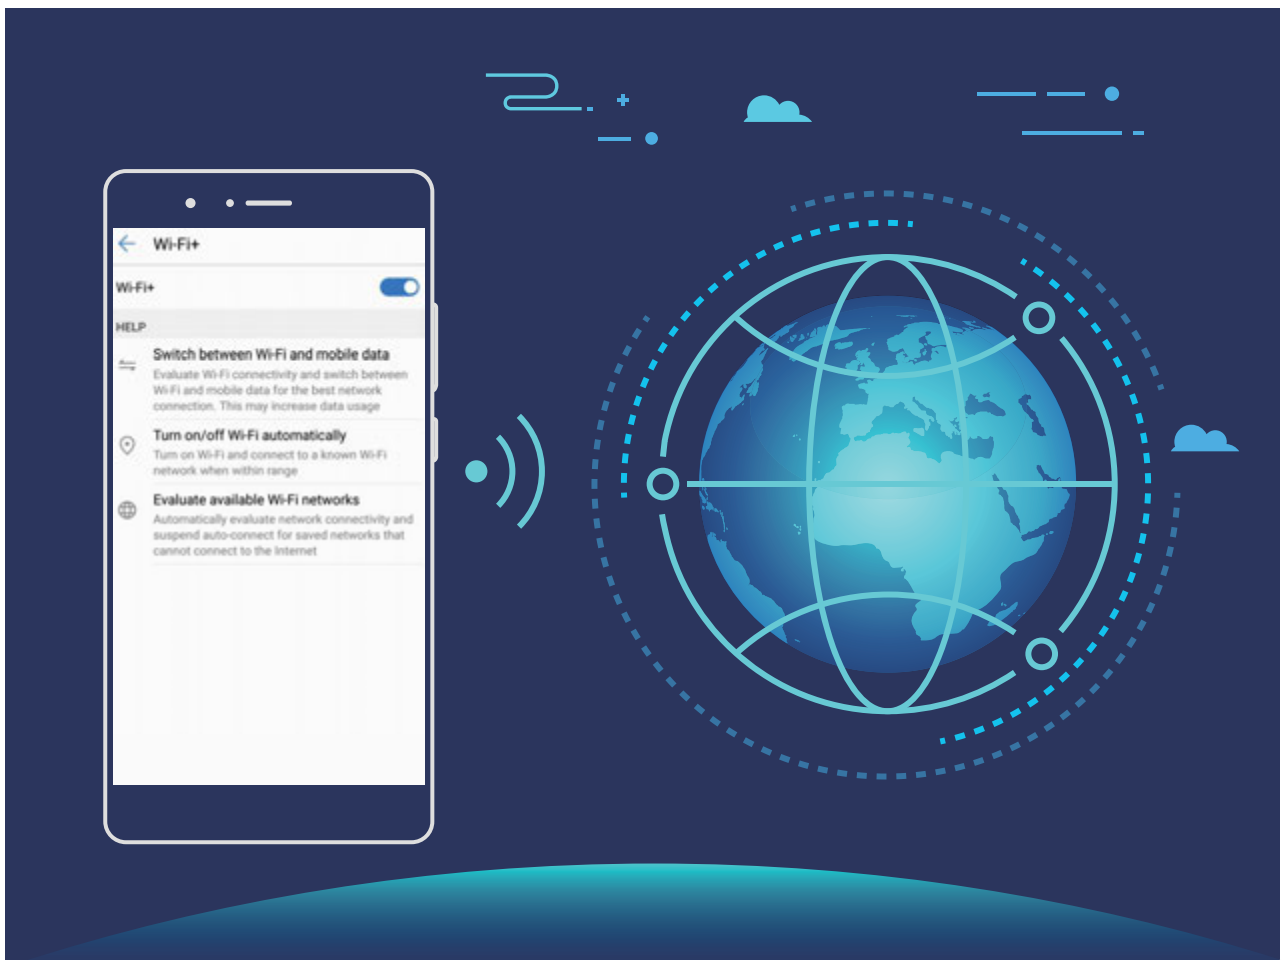 Wi-Fi+
Wi-Fi+
HELP
Switch between Wi-Fi and mobile data
Evaluate Wi-Fi connectivity and switch between
Wi-Fi and mobile data for the best network
connection. This may increase data usage
Turn on/off Wi-Fi automatically
Turn on Wi-Fi and connect to a known Wi-Fi
network when within range
Evaluate available Wi-Fi networks
Automatically evaluate network connectivity and
suspend auto-connect for saved networks that
cannot connect to the Internet